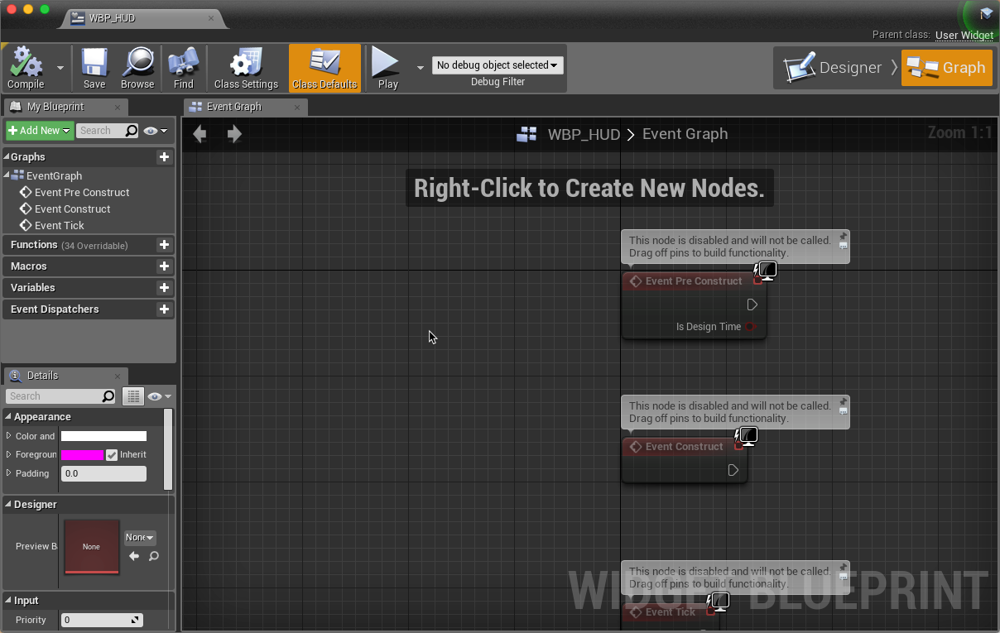 WBP_HUD
Parent class: User Widget
Compile
Save
Browse
Find
Class Settings
Class Defaults
Play
No debug object selected
Debug Filter
Designer
Graph
My Blueprint
Add New
Search
Graphs
EventGraph
Event Pre Construct
Event Construct
Event Tick
Functions (34 Overridable)
Macros
Variables
Event Dispatchers
Details
Search
Appearance
Color and
Foregroun
Inherit
Padding
0.0
Designer
Preview B
None
None
Input
Priority
0
Event Graph
WBP_HUD > Event Graph
Zoom 1:1
Right-Click to Create New Nodes.
This node is disabled and will not be called.
Drag off pins to build functionality.
Event Pre Construct
Is Design Time
This node is disabled and will not be called.
Drag off pins to build functionality.
Event Construct
This node is disabled and will not be called.
Drag off pins to build functionality.
Event Tick
WIDGET BLUEPRINT